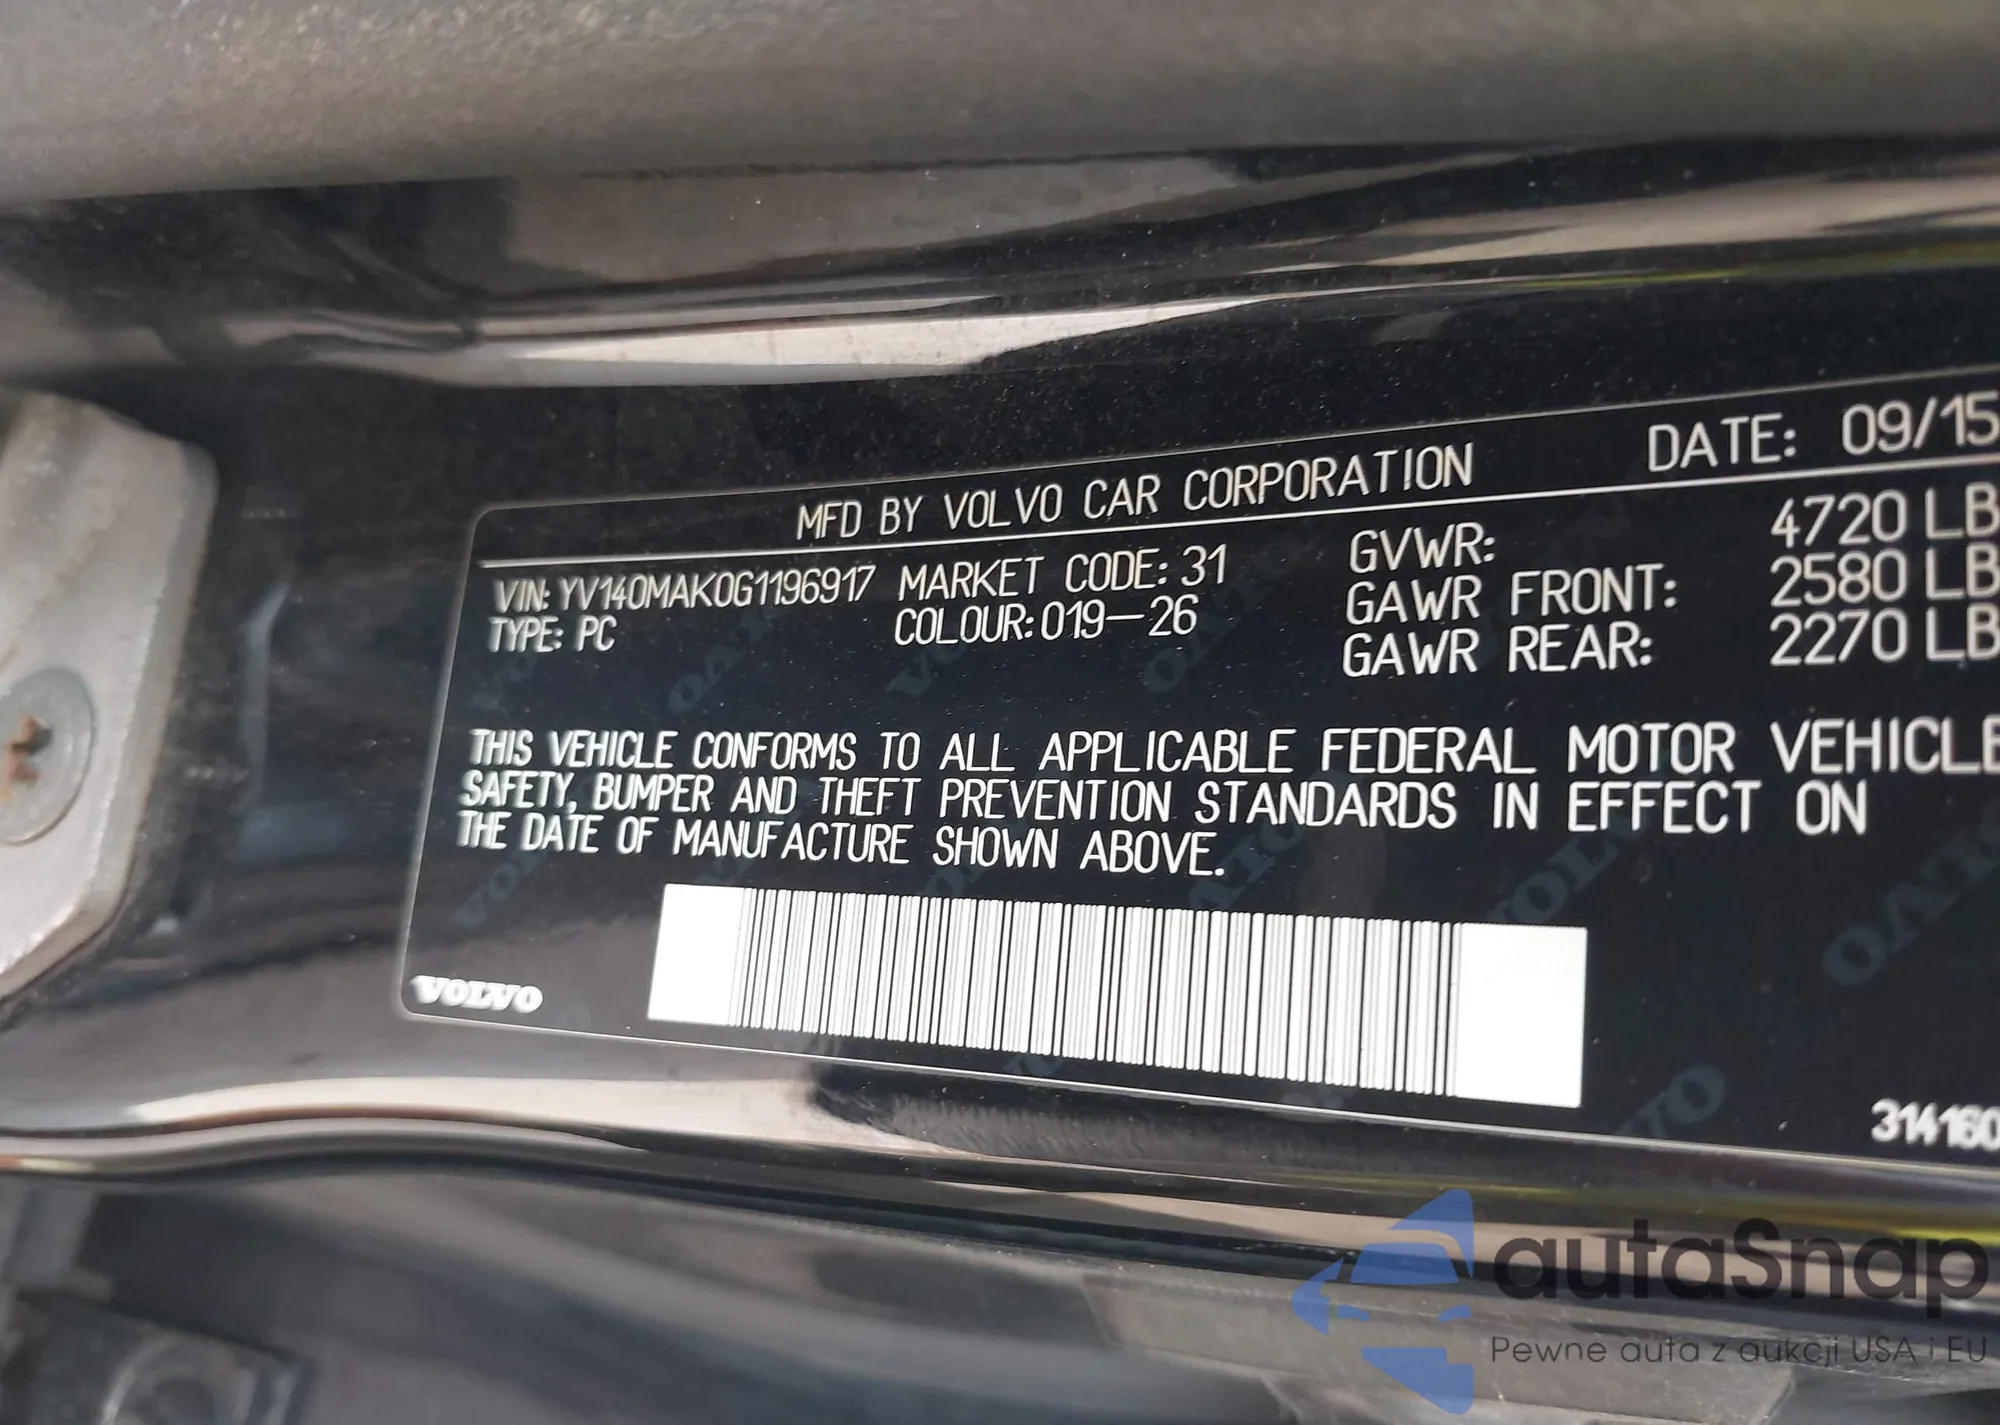 MFD BY VOLVO CAR CORPORATION DATE: 09/15
VIN: YV140MAK0G1196917 MARKET CODE: 31 GVWR: 4720 LB
TYPE: PC COLOUR: 019-26 GAWR FRONT: 2580 LB
GAWR REAR: 2270 LB
THIS VEHICLE CONFORMS TO ALL APPLICABLE FEDERAL MOTOR VEHICLE
SAFETY, BUMPER AND THEFT PREVENTION STANDARDS IN EFFECT ON
THE DATE OF MANUFACTURE SHOWN ABOVE.
VOLVO
314160
autaSnap
Pewne auta z aukcji USA i EU